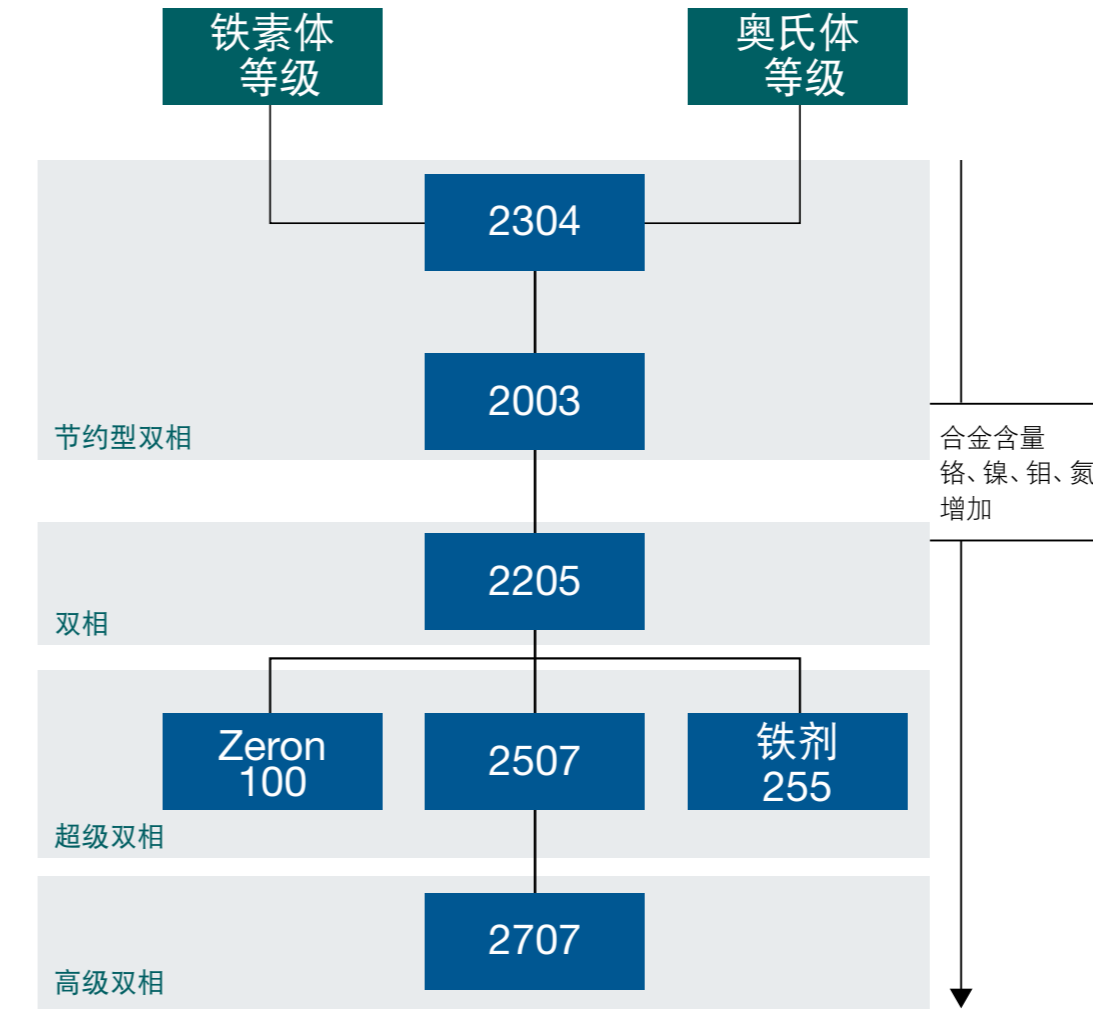 铁素体
等级
奥氏体
等级
2304
2003
节约型双相
合金含量
铬、镍、钼、氮
增加
2205
双相
Zeron
100
2507
铁剂
255
超级双相
2707
高级双相